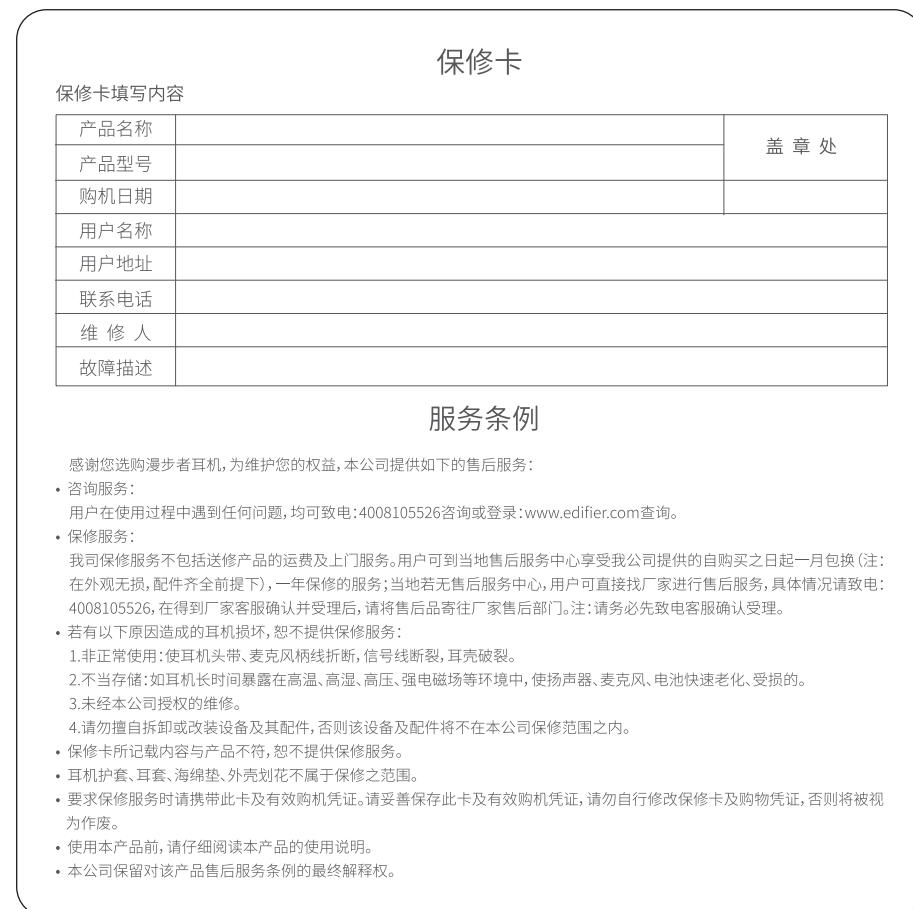 保修卡
保修卡填写内容
产品名称
盖 章 处
产品型号
购机日期
用户名称
用户地址
联系电话
维 修 人
故障描述
服务条例
感谢您选购漫步者耳机,为维护您的权益,本公司提供如下的售后服务:
• 咨询服务:
用户在使用过程中遇到任何问题,均可致电:4008105526咨询或登录:www.edifier.com查询。
• 保修服务:
我司保修服务不包括送修产品的运费及上门服务。用户可到当地售后服务中心享受我公司提供的自购买之日起一月包换(注:
在外观无损,配件齐全前提下),一年保修的服务;当地若无售后服务中心,用户可直接找厂家进行售后服务,具体情况请致电:
4008105526,在得到厂家客服确认并受理后,请将售后品寄往厂家售后部门。注:请务必先致电客服确认受理。
• 若有以下原因造成的耳机损坏,恕不提供保修服务:
1.非正常使用:使耳机头带、麦克风柄线折断,信号线断裂,耳壳破裂。
2.不当存储:如耳机长时间暴露在高温、高湿、高压、强电磁场等环境中,使扬声器、麦克风、电池快速老化、受损的。
3.未经本公司授权的维修。
4.请勿擅自拆卸或改装设备及其配件,否则该设备及配件将不在本公司保修范围之内。
• 保修卡所记载内容与产品不符,恕不提供保修服务。
• 耳机护套、耳套、海绵垫、外壳划花不属于保修之范围。
• 要求保修服务时请携带此卡及有效购机凭证。请妥善保存此卡及有效购机凭证,请勿自行修改保修卡及购物凭证,否则将被视
为作废。
• 使用本产品前,请仔细阅读本产品的使用说明。
• 本公司保留对该产品售后服务条例的最终解释权。